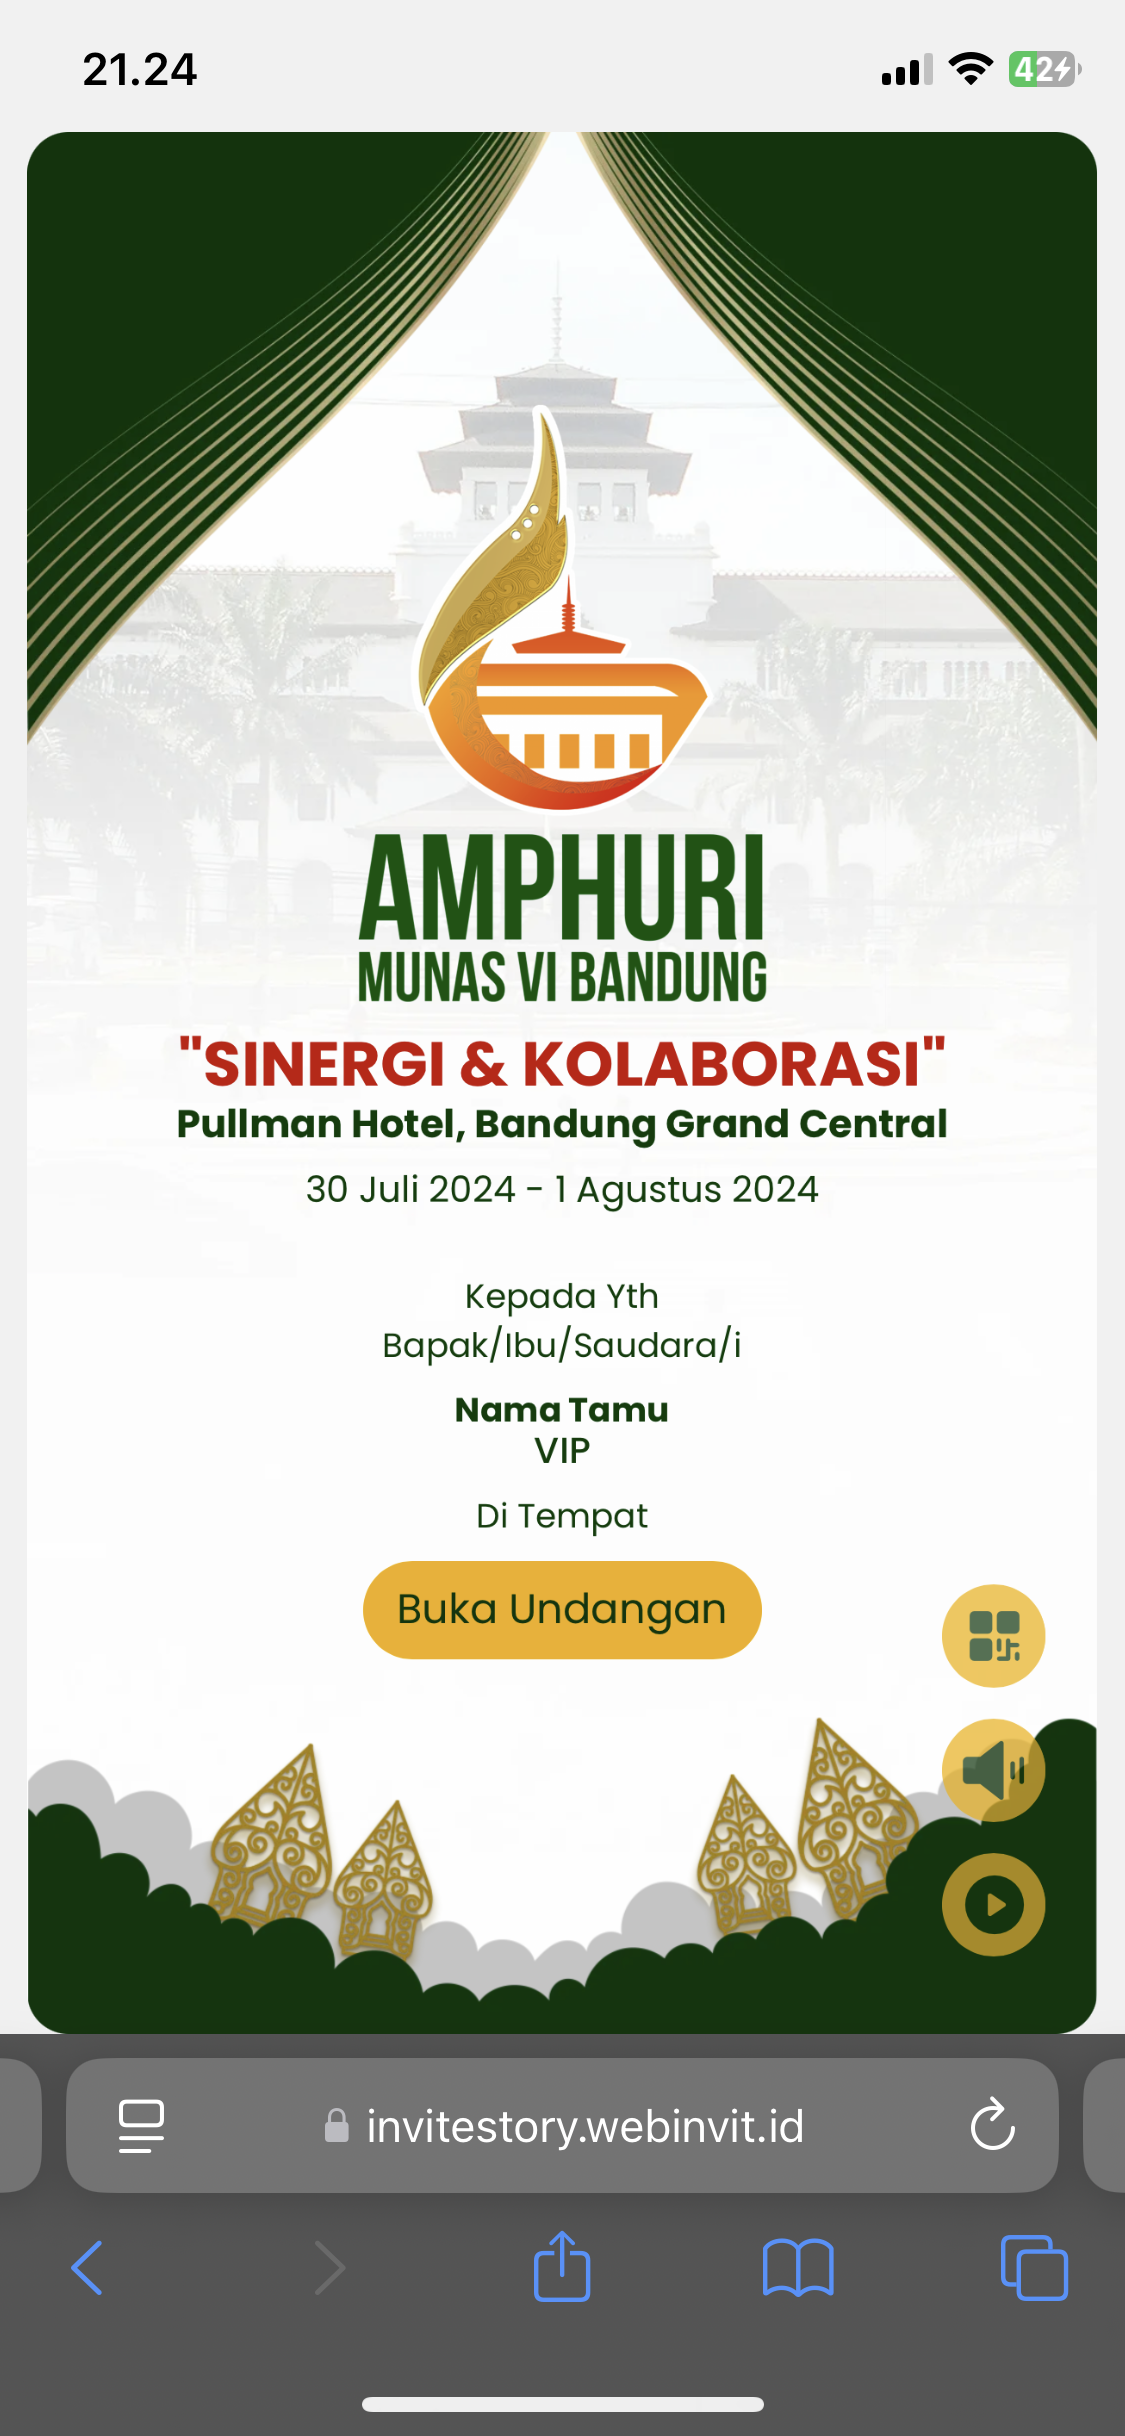 21.24
42
AMPHURI
MUNAS VI BANDUNG
"SINERGI & KOLABORASI"
Pullman Hotel, Bandung Grand Central
30 Juli 2024 - 1 Agustus 2024
Kepada Yth
Bapak/Ibu/Saudara/i
Nama Tamu
VIP
Di Tempat
Buka Undangan
invitestory.webinvit.id